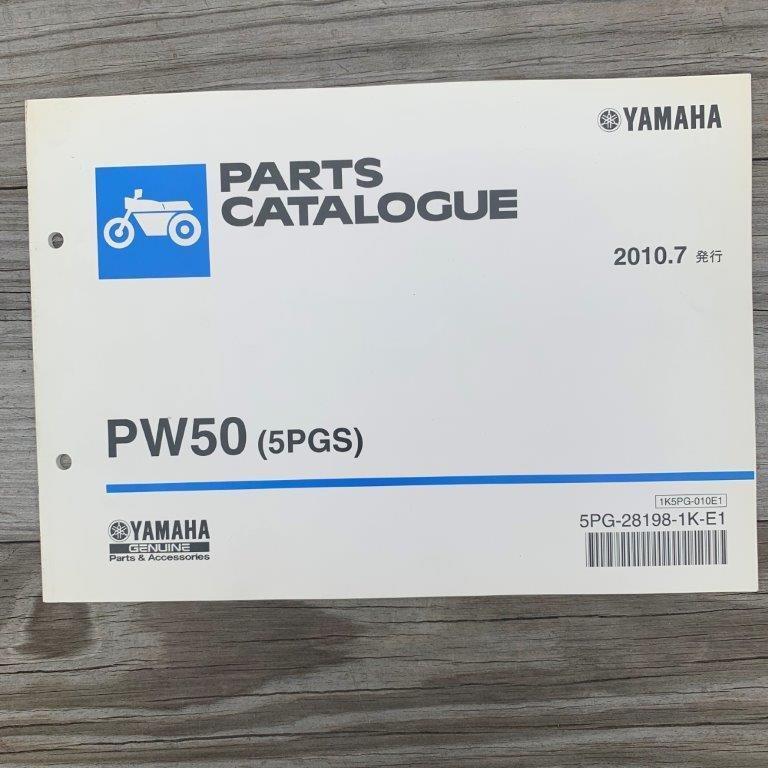 YAMAHA
PARTS
CATALOGUE
2010.7 発行
PW50 (5PGS)
1K5PG-010E1
5PG-28198-1K-E1
YAMAHA
GENUINE
Parts & Accessories